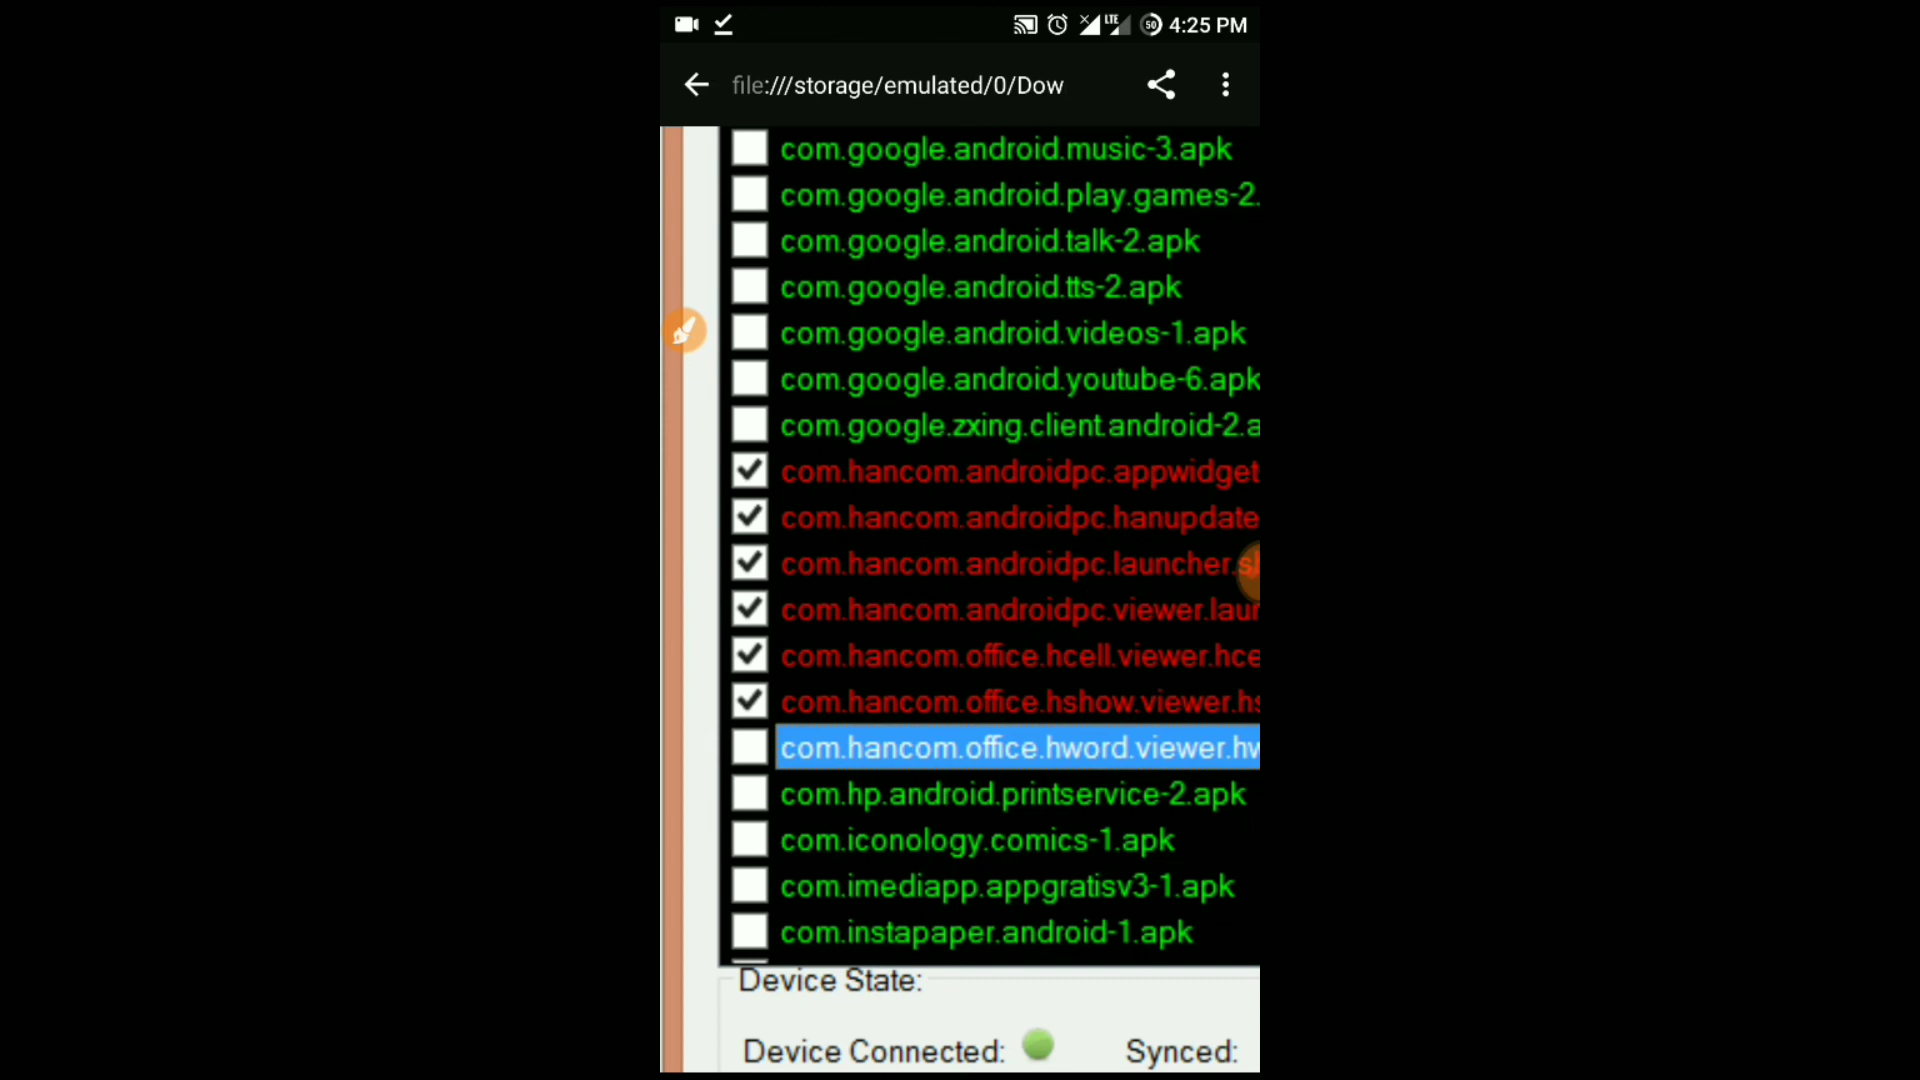 LTE 50 4:25 PM
file:///storage/emulated/0/Dow
com.google.android.music-3.apk
com.google.android.play.games-2.
com.google.android.talk-2.apk
com.google.android.tts-2.apk
com.google.android.videos-1.apk
com.google.android.youtube-6.apk
com.google.zxing.client.android-2.a
com.hancom.androidpc.appwidget
com.hancom.androidpc.hanupdate
com.hancom.androidpc.launcher.sh
com.hancom.androidpc.viewer.laun
com.hancom.office.hcell.viewer.hce
com.hancom.office.hshow.viewer.hs
com.hancom.office.hword.viewer.hw
com.hp.android.printservice-2.apk
com.iconology.comics-1.apk
com.imediapp.appgratisv3-1.apk
com.instapaper.android-1.apk
Device State:
Device Connected: Synced: